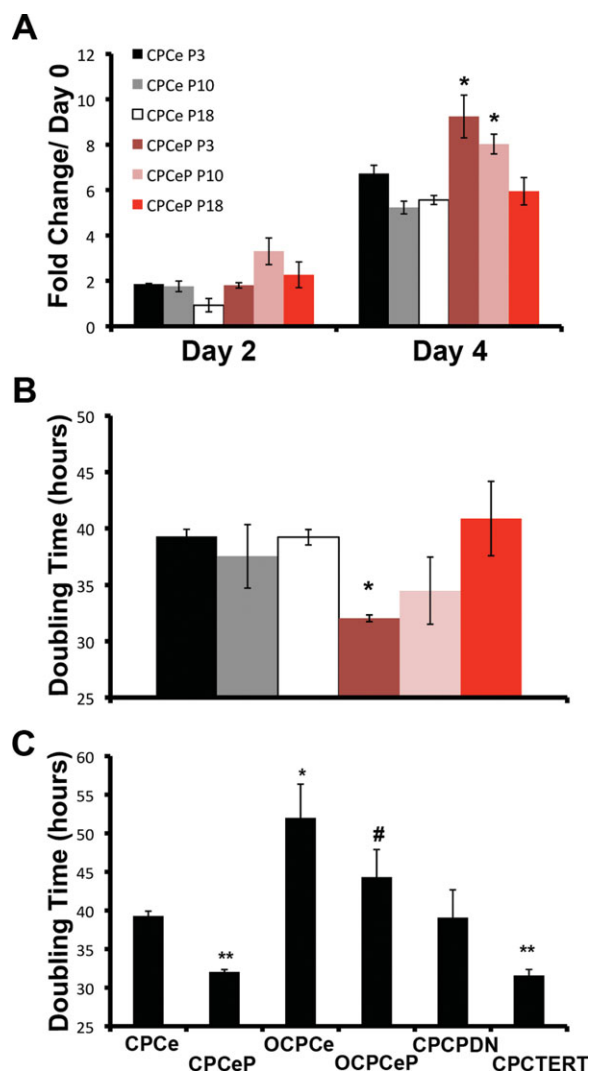 A
Fold Change/ Day 0
12
10
8
6
4
2
0
CPCe P3
CPCe P10
CPCe P18
CPCeP P3
CPCeP P10
CPCeP P18
*
*
Day 2
Day 4
B
Doubling Time (hours)
50
45
40
35
31
25
*
C
Doubling Time (hours)
60
55
50
45
40
35
31
25
**
*
#
**
CPCe
CPCeP
OCPCe
OCPCeP
CPCPDN
CPCTERT